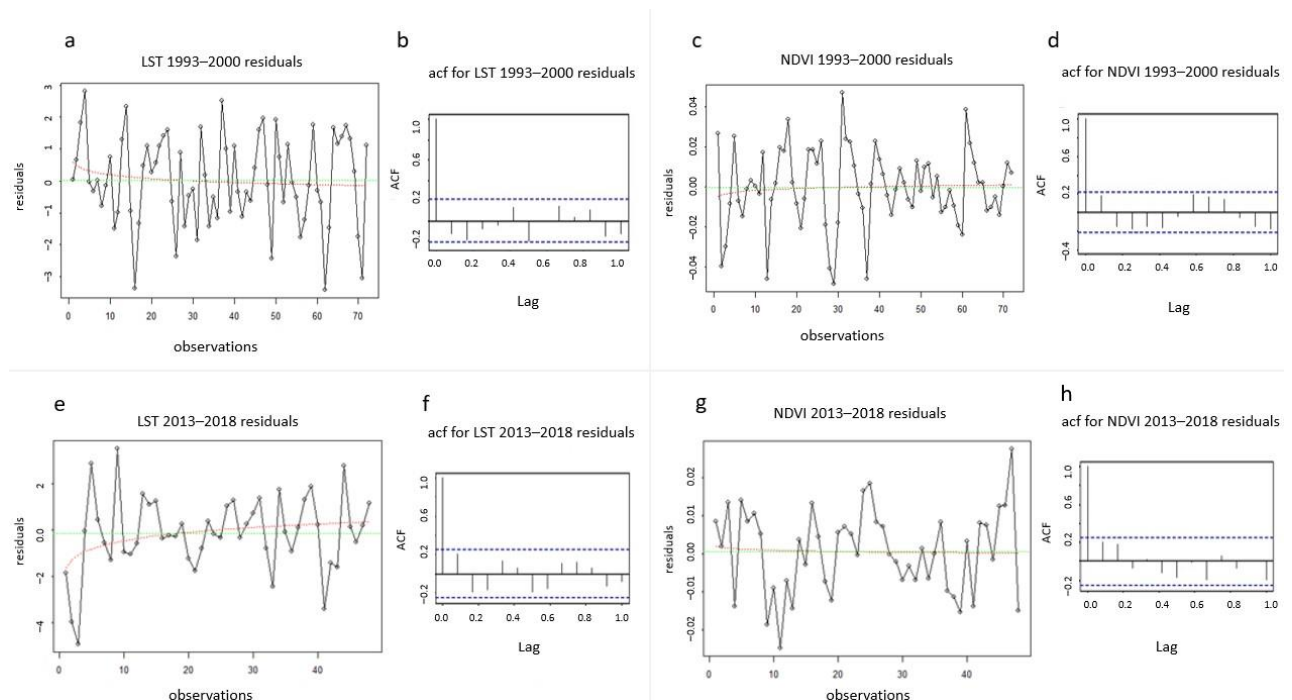 a
LST 1993–2000 residuals
residuals
3
2
1
0
−1
−2
−3
0 10 20 30 40 50 60 70
observations
b
acf for LST 1993–2000 residuals
ACF
1.0
0.6
0.2
−0.2
0.0 0.2 0.4 0.6 0.8 1.0
Lag
c
NDVI 1993–2000 residuals
residuals
0.04
0.02
0.00
−0.02
−0.04
0 10 20 30 40 50 60 70
observations
d
acf for NDVI 1993–2000 residuals
ACF
1.0
0.6
0.2
−0.4
0.0 0.2 0.4 0.6 0.8 1.0
Lag
e
LST 2013–2018 residuals
residuals
2
0.0
−2
−4
0 10 20 30 40
observations
f
acf for LST 2013–2018 residuals
ACF
1.0
0.6
0.2
−0.2
0.0 0.2 0.4 0.6 0.8 1.0
Lag
g
NDVI 2013–2018 residuals
residuals
0.02
0.01
0.00
−0.01
−0.02
0 10 20 30 40
observations
h
acf for NDVI 2013–2018 residuals
ACF
1.0
0.6
0.2
−0.2
0.0 0.2 0.4 0.6 0.8 1.0
Lag